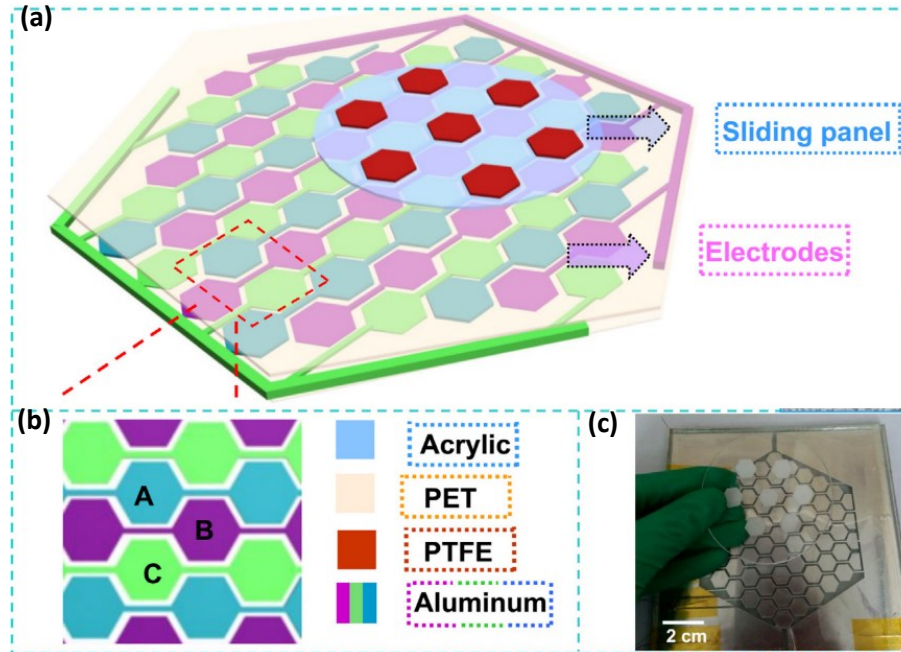 (a)
Sliding panel
Electrodes
(b)
A
B
C
Acrylic
PET
PTFE
Aluminum
(c)
2 cm